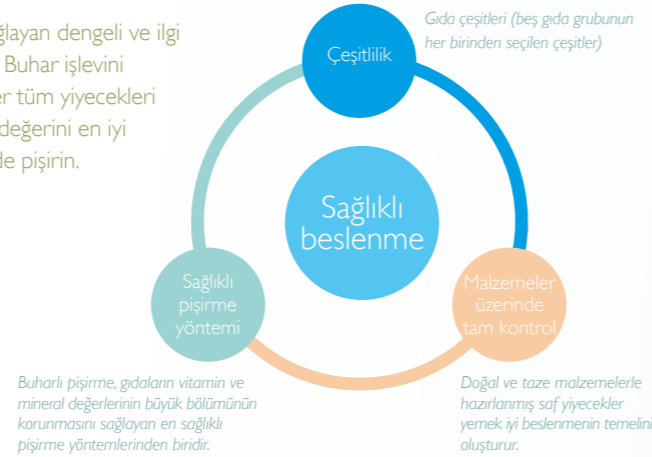 ğlayan dengeli ve ilgi
Buhar işlevini
er tüm yiyecekleri
değerini en iyi
de pişirin.
Gıda çeşitleri (beş gıda grubunun
her birinden seçilen çeşitler)
Çeşitlilik
Sağlıklı
beslenme
Sağlıklı
pişirme
yöntemi
Malzemeler
üzerinde
tam kontrol
Buharlı pişirme, gıdaların vitamin ve
mineral değerlerinin büyük bölümünün
korunmasını sağlayan en sağlıklı
pişirme yöntemlerinden biridir.
Doğal ve taze malzemelerle
hazırlanmış saf yiyecekler
yemek iyi beslenmenin temelini
oluşturur.